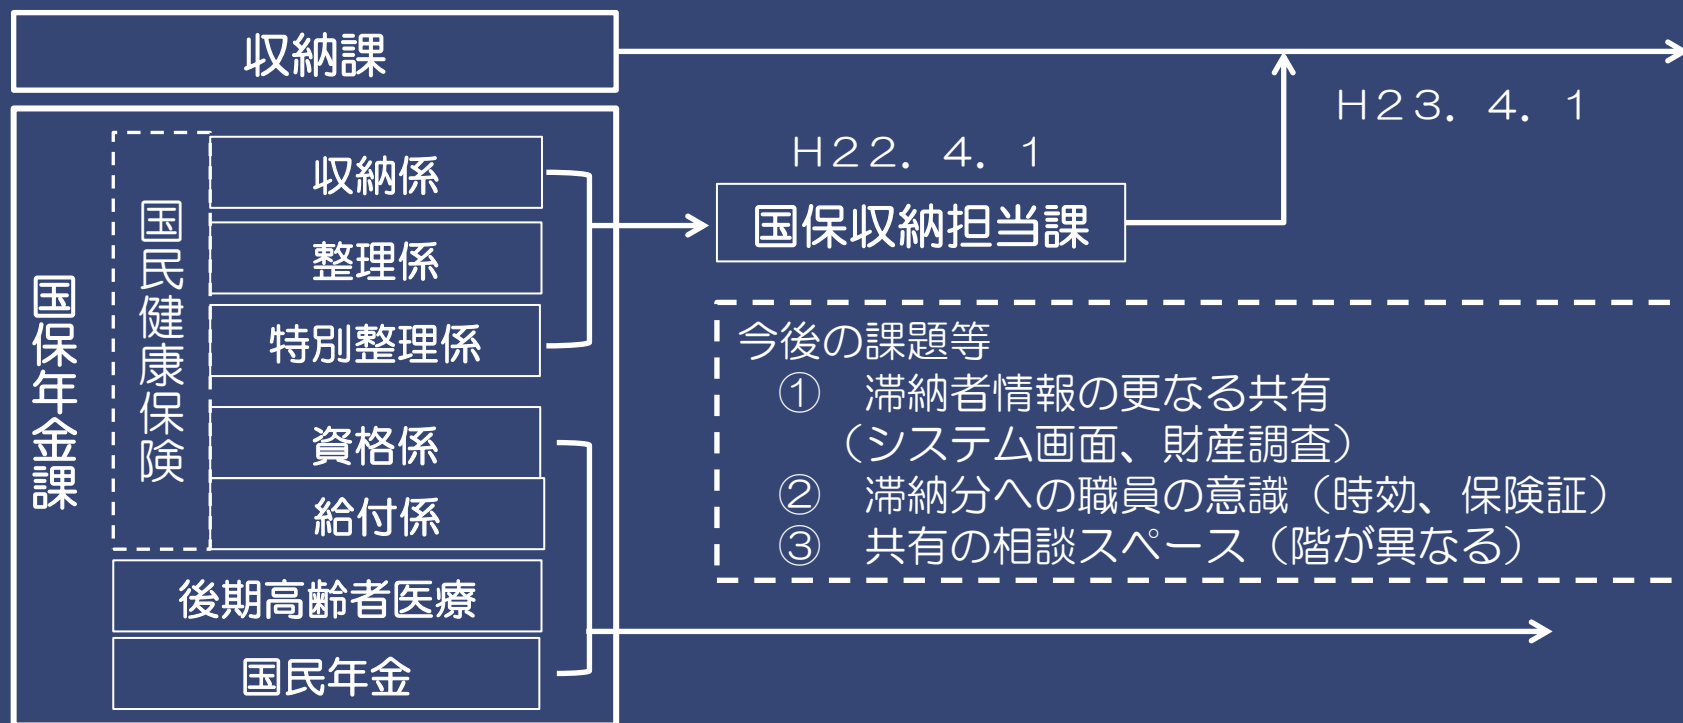 収納課
国保年金課
国民健康保険
収納係
整理係
特別整理係
資格係
給付係
後期高齢者医療
国民年金
H22.4.1
国保収納担当課
H23.4.1
今後の課題等
① 滞納者情報の更なる共有
（システム画面、財産調査）
② 滞納分への職員の意識（時効、保険証）
③ 共有の相談スペース（階が異なる）